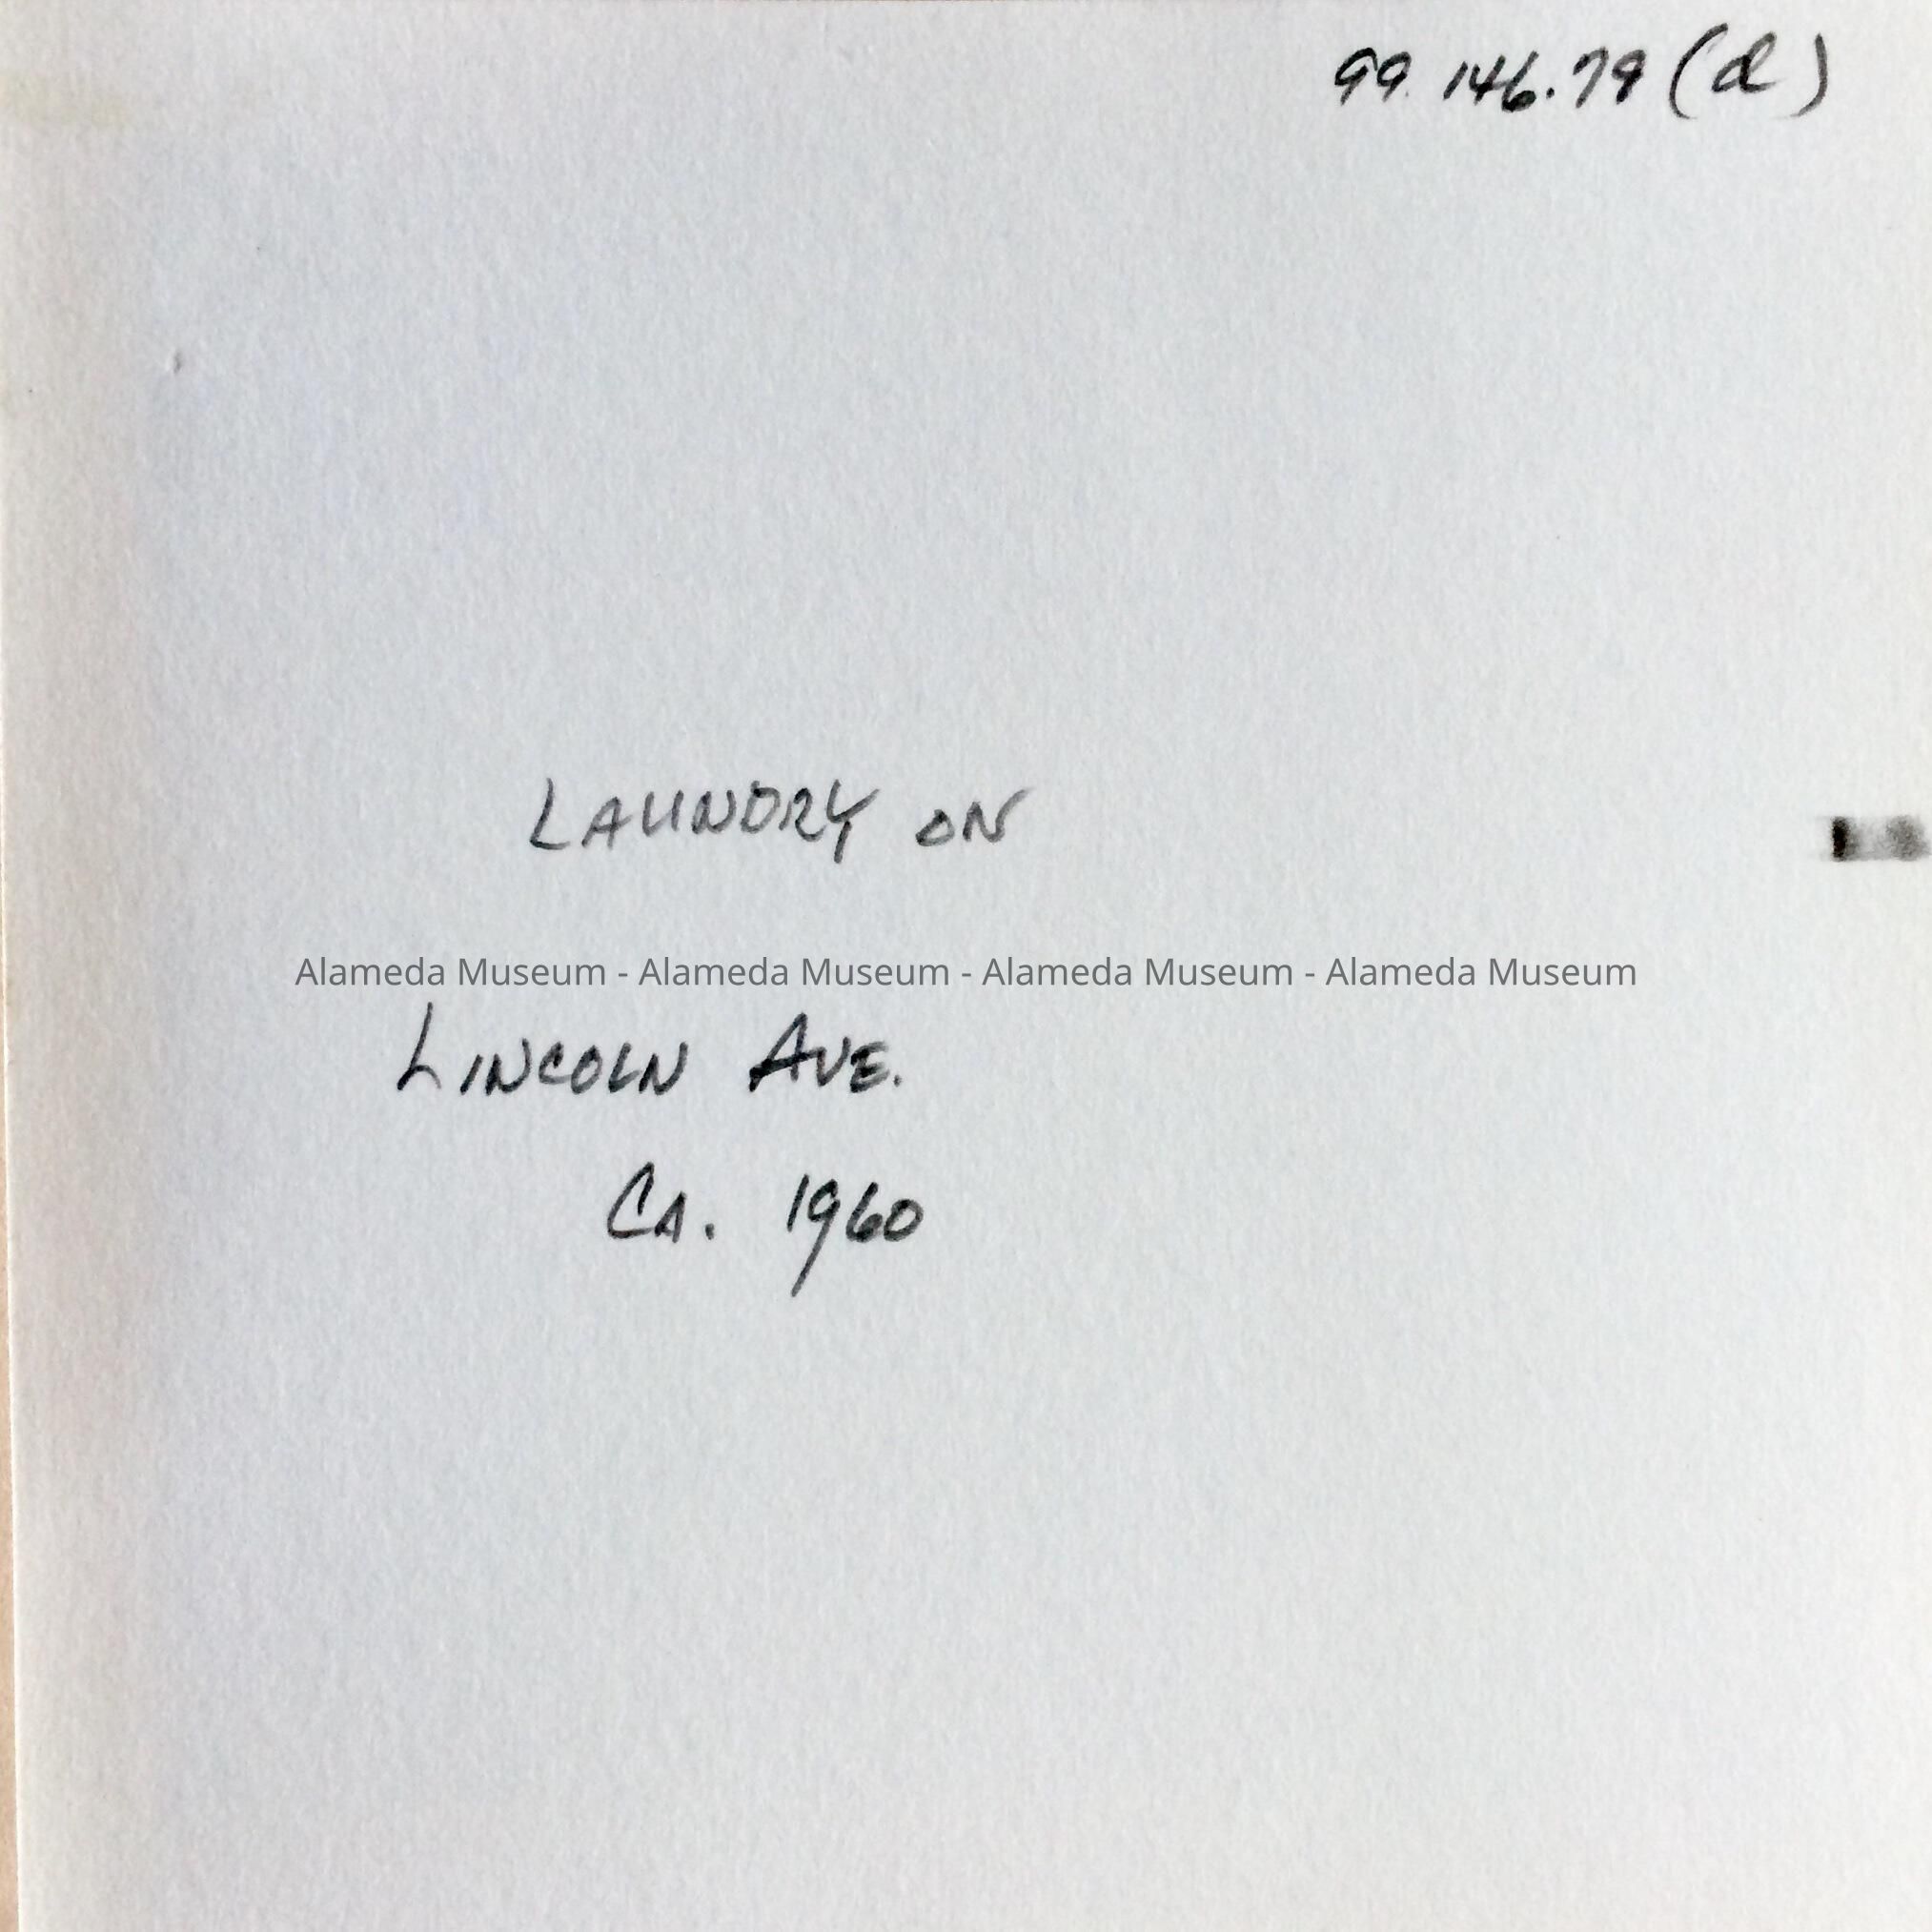 99.146.79 (d)
LAUNDRY ON
Alameda Museum - Alameda Museum - Alameda Museum - Alameda Museum
LINCOLN AVE.
CA. 1960